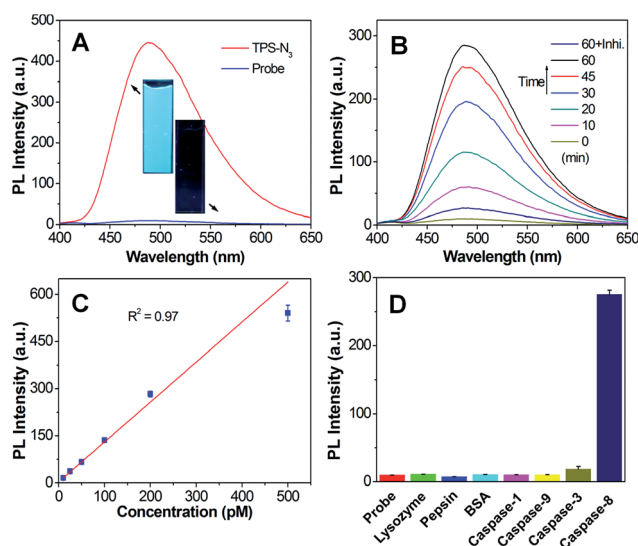 A
TPS-N3
Probe
PL Intensity (a.u.)
500
400
300
200
100
0
400 450 500 550 600 650
Wavelength (nm)
B
60+Inhi.
60
45
30
20
10
0
(min)
Time
PL Intensity (a.u.)
300
200
100
0
400 450 500 550 600 650
Wavelength (nm)
C
R2 = 0.97
PL Intensity (a.u.)
600
450
300
150
0
0 100 200 300 400 500
Concentration (pM)
D
PL Intensity (a.u.)
300
200
100
0
Probe
Lysozyme
Pepsin
BSA
Caspase-1
Caspase-9
Caspase-3
Caspase-8